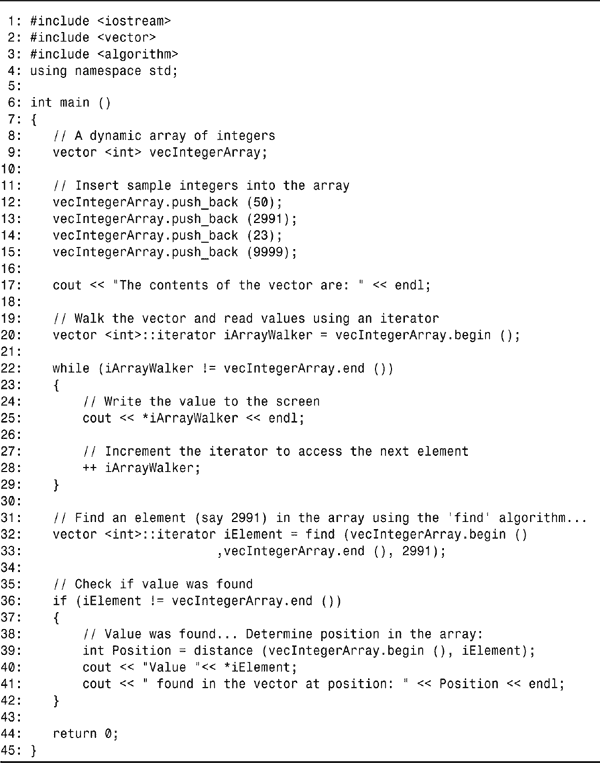 1: #include <iostream>
2: #include <vector>
3: #include <algorithm>
4: using namespace std;
5:
6: int main ()
7: {
8:    // A dynamic array of integers
9:    vector <int> vecIntegerArray;
10:
11:    // Insert sample integers into the array
12:    vecIntegerArray.push_back (50);
13:    vecIntegerArray.push_back (2991);
14:    vecIntegerArray.push_back (23);
15:    vecIntegerArray.push_back (9999);
16:
17:    cout << "The contents of the vector are: " << endl;
18:
19:    // Walk the vector and read values using an iterator
20:    vector <int>::iterator iArrayWalker = vecIntegerArray.begin ();
21:
22:    while (iArrayWalker != vecIntegerArray.end ())
23:    {
24:        // Write the value to the screen
25:        cout << *iArrayWalker << endl;
26:
27:        // Increment the iterator to access the next element
28:        ++ iArrayWalker;
29:    }
30:
31:    // Find an element (say 2991) in the array using the 'find' algorithm...
32:    vector <int>::iterator iElement = find (vecIntegerArray.begin ()
33:                          ,vecIntegerArray.end (), 2991);
34:
35:    // Check if value was found
36:    if (iElement != vecIntegerArray.end ())
37:    {
38:        // Value was found... Determine position in the array:
39:        int Position = distance (vecIntegerArray.begin (), iElement);
40:        cout << "Value "<< *iElement;
41:        cout << " found in the vector at position: " << Position << endl;
42:    }
43:
44:    return 0;
45: }